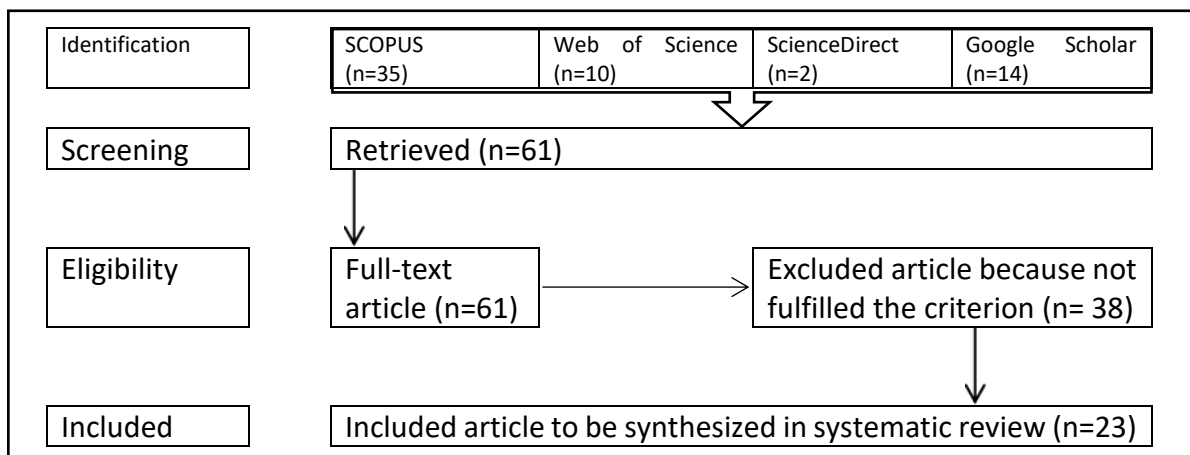 Identification
SCOPUS
(n=35)
Web of Science
(n=10)
ScienceDirect
(n=2)
Google Scholar
(n=14)
Screening
Retrieved (n=61)
Eligibility
Full-text
article (n=61)
Excluded article because not
fulfilled the criterion (n= 38)
Included
Included article to be synthesized in systematic review (n=23)